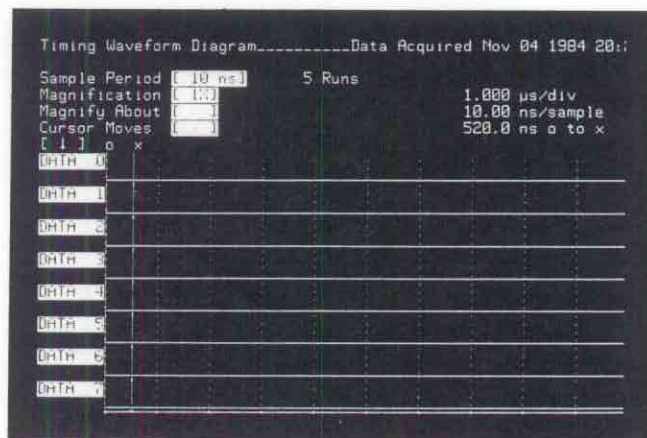 Timing Waveform Diagram__________Data Acquired Nov 04 1984 20:
Sample Period [ 10 ns] 5 Runs
Magnification [ 1X] 1.000 µs/div
Magnify About [ ] 10.00 ns/sample
Cursor Moves [ ] 520.0 ns o to x
[ ↓ ] o x
DATA 0
DATA 1
DATA 2
DATA 3
DATA 4
DATA 5
DATA 6
DATA 7